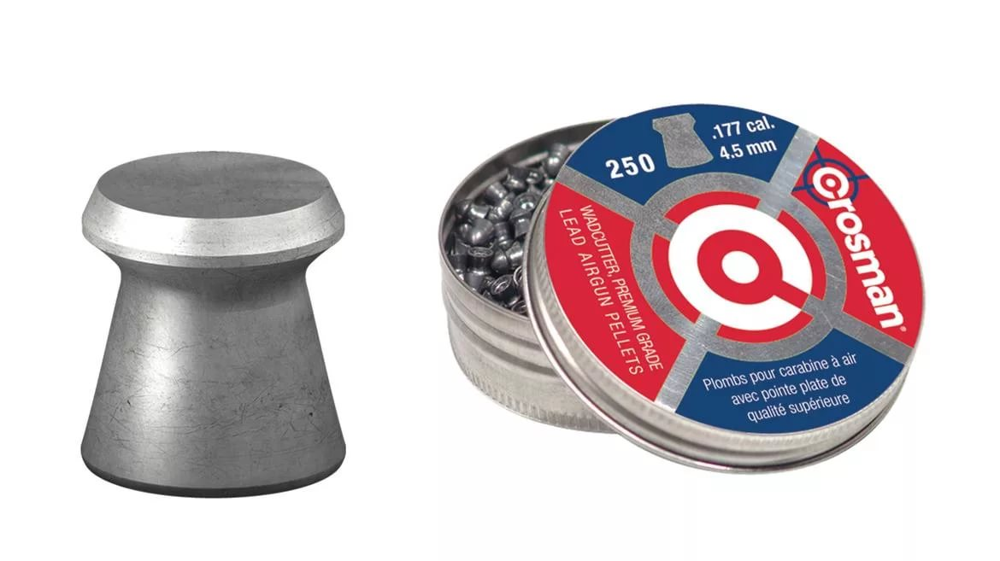 250
.177 cal.
4.5 mm
Crosman®
WADCUTTER, PREMIUM GRADE
LEAD AIRGUN PELLETS
Plombs pour carabine à air
avec pointe plate de
qualité supérieure